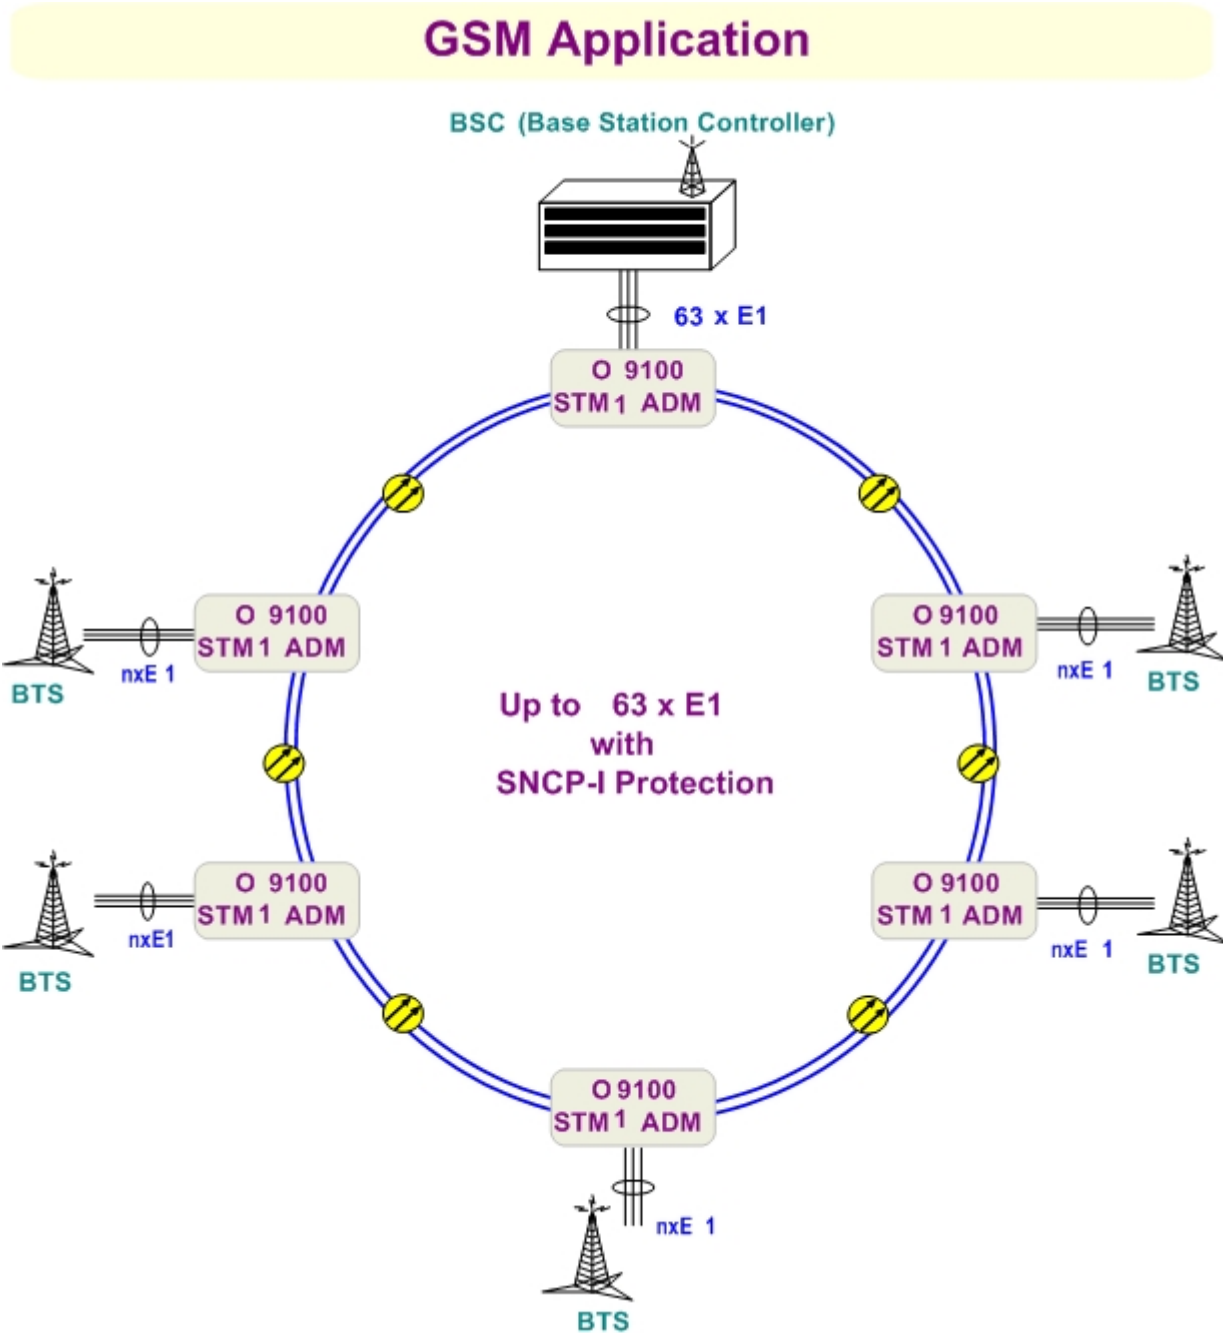 GSM Application
BSC (Base Station Controller)
63 x E1
O 9100
STM 1 ADM
O 9100
STM 1 ADM
nxE 1
BTS
O 9100
STM 1 ADM
nxE 1
BTS
Up to 63 x E1
with
SNCP-I Protection
O 9100
STM 1 ADM
nxE1
BTS
O 9100
STM 1 ADM
nxE 1
BTS
O 9100
STM 1 ADM
nxE 1
BTS